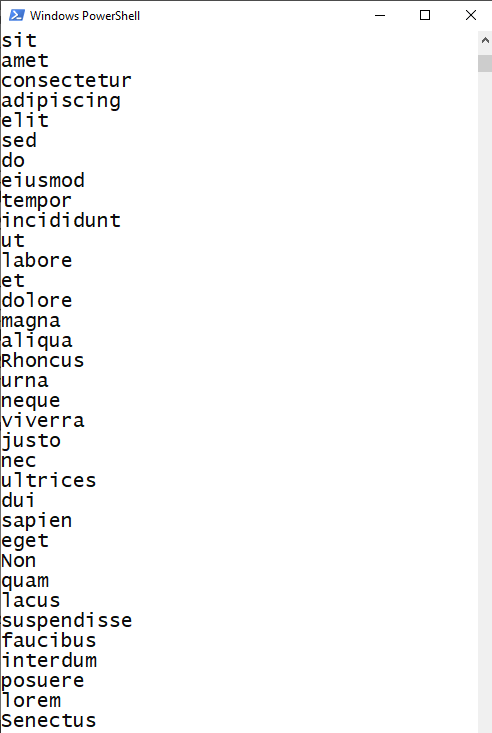 Windows PowerShell
sit
amet
consectetur
adipiscing
elit
sed
do
eiusmod
tempor
incididunt
ut
labore
et
dolore
magna
aliqua
Rhoncus
urna
neque
viverra
justo
nec
ultrices
dui
sapien
eget
Non
quam
lacus
suspendisse
faucibus
interdum
posuere
lorem
Senectus